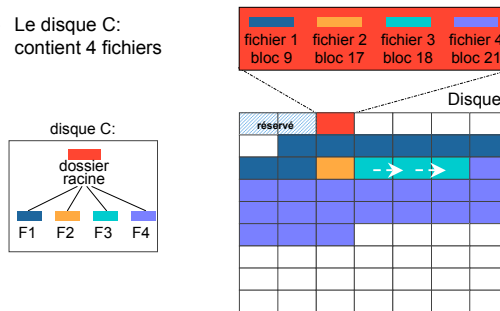 Le disque C:
contient 4 fichiers
fichier 1 fichier 2 fichier 3 fichier 4
bloc 9 bloc 17 bloc 18 bloc 21
Disque
réservé
disque C:
dossier
racine
F1 F2 F3 F4